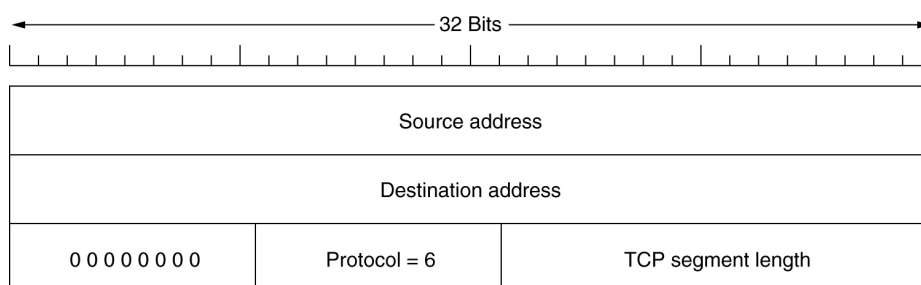 32 Bits
Source address
Destination address
0 0 0 0 0 0 0 0 Protocol = 6 TCP segment length